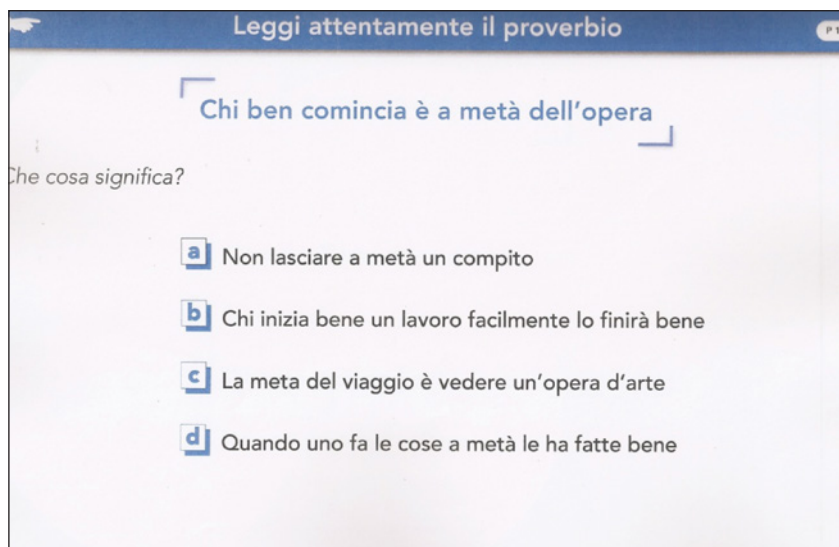 Leggi attentamente il proverbio
Chi ben comincia è a metà dell'opera
Che cosa significa?
a Non lasciare a metà un compito
b Chi inizia bene un lavoro facilmente lo finirà bene
c La meta del viaggio è vedere un'opera d'arte
d Quando uno fa le cose a metà le ha fatte bene